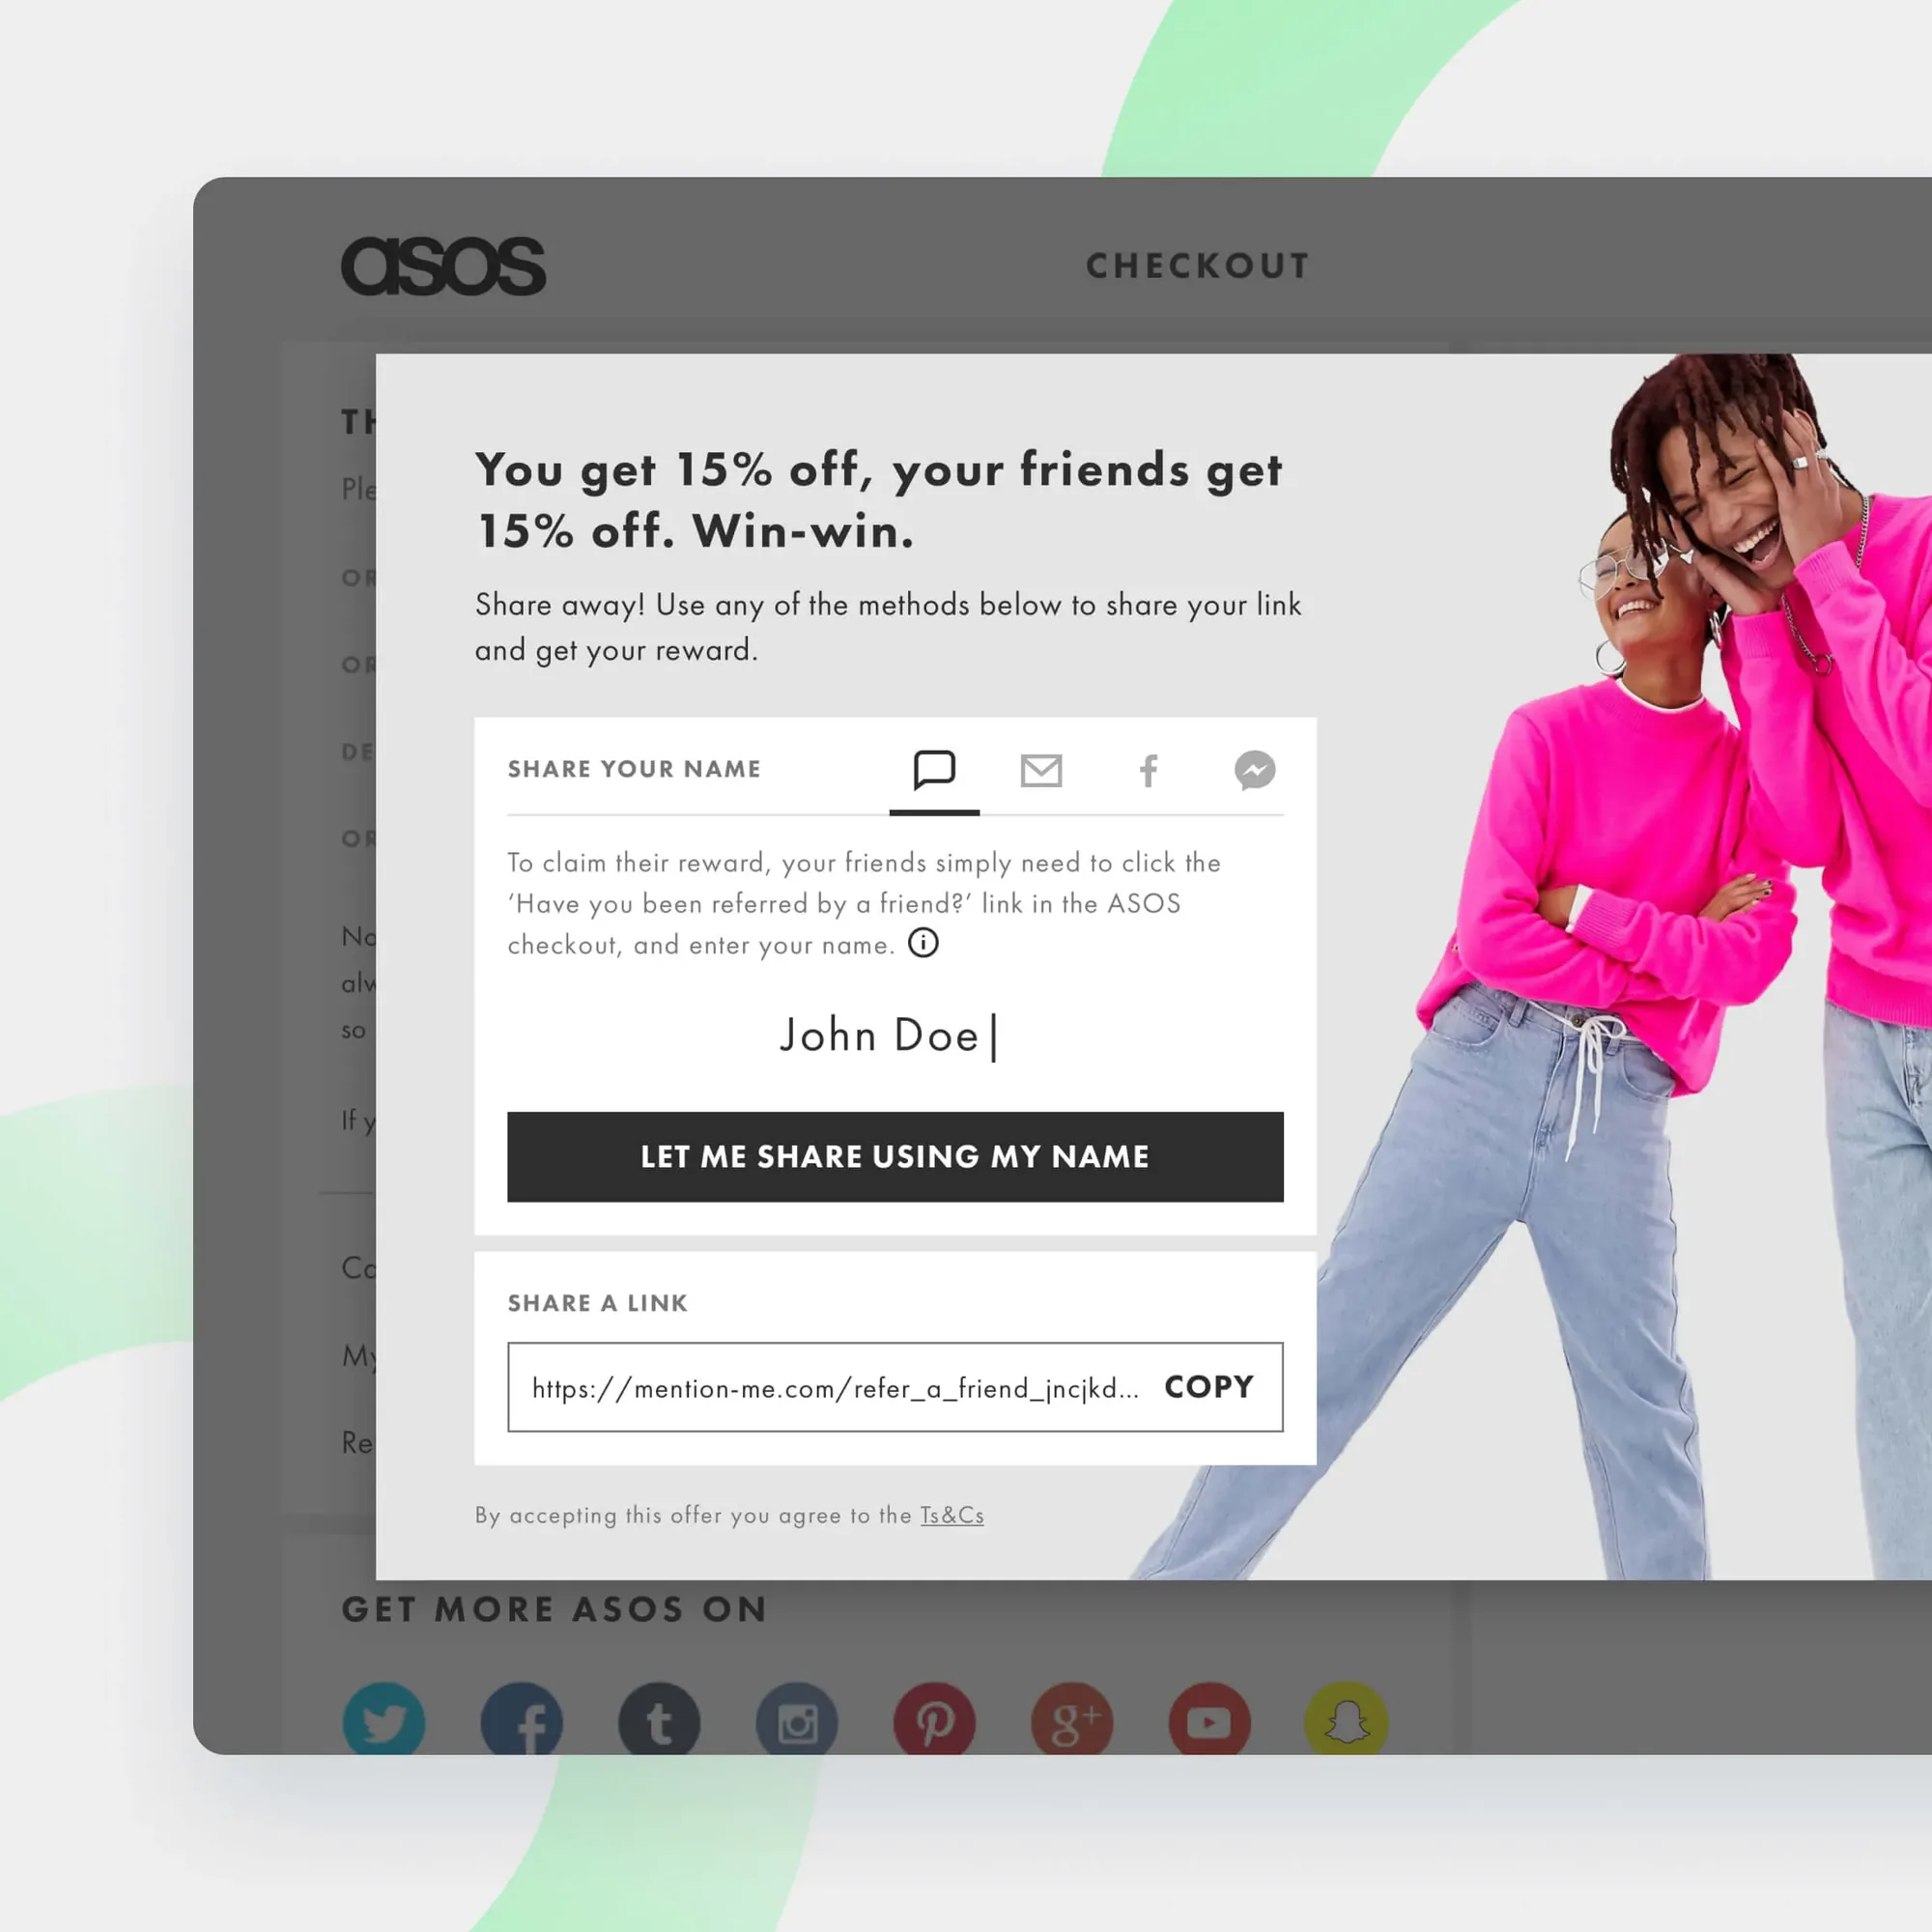 asos
CHECKOUT
You get 15% off, your friends get
15% off. Win-win.
Share away! Use any of the methods below to share your link
and get your reward.
SHARE YOUR NAME
To claim their reward, your friends simply need to click the
‘Have you been referred by a friend?’ link in the ASOS
checkout, and enter your name.
John Doe
LET ME SHARE USING MY NAME
SHARE A LINK
https://mention-me.com/refer_a_friend_jncjkd... COPY
By accepting this offer you agree to the Ts&Cs
If y
so
GET MORE ASOS ON